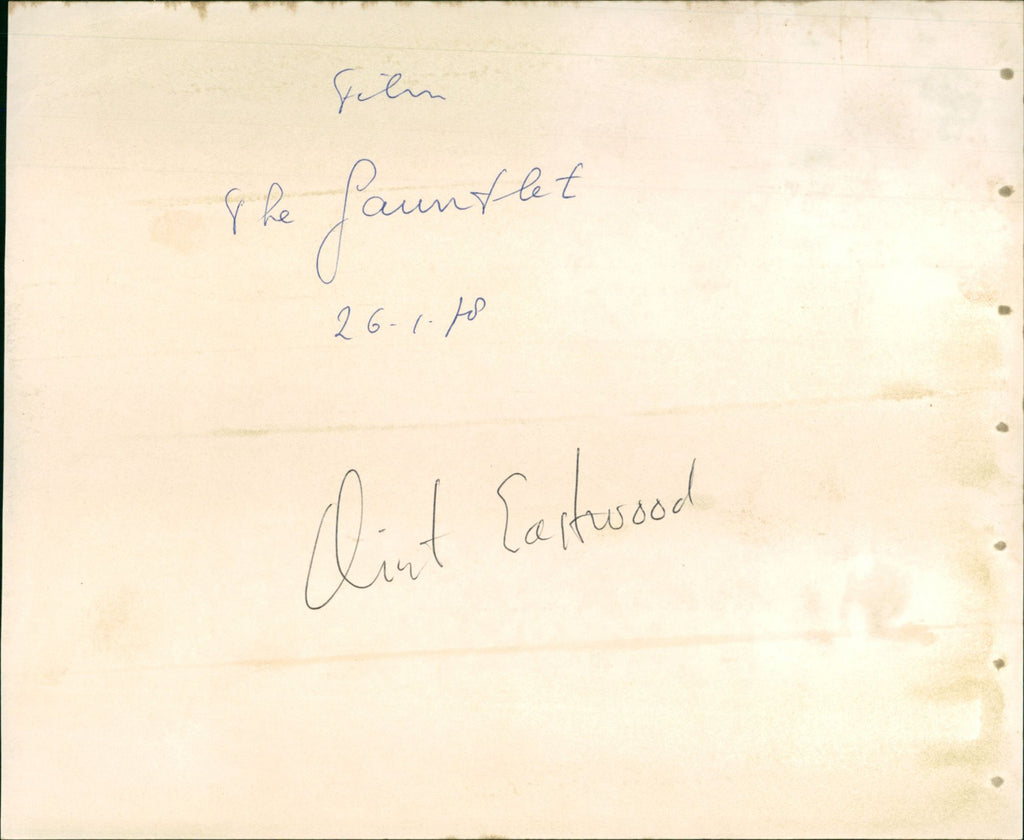 Film
The Gauntlet
26-1-78
Clint Eastwood